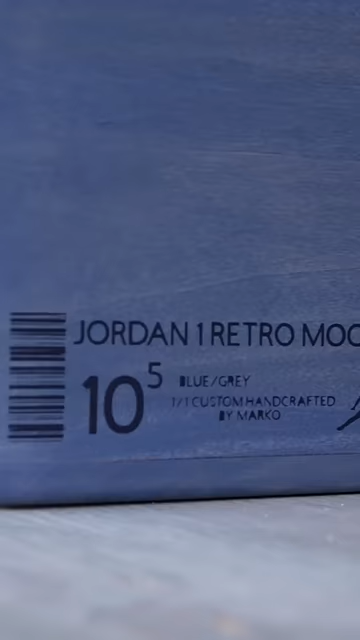 JORDAN 1 RETRO MOC
10⁵
BLUE/GREY
1/1 CUSTOM HANDCRAFTED
BY MARKO